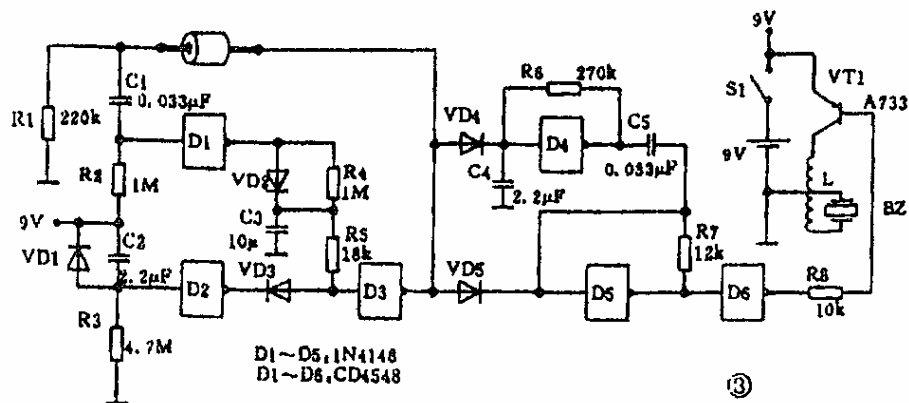 9V
R6 270k
VT1
S1
A733
C1
0.033μF
R1 220k
D1
VD4
D4
C5
0.033μF
C4
2.2μF
9V
L
BZ
R2
1M
VD2
R4
1M
C3
10μ
R5
18k
R7
12k
9V
VD1
C2
2.2μF
D2
VD3
D3
VD5
D5
D6
R8
10k
R3
4.7M
D1~D5:1N4148
D1~D6:CD4548
③